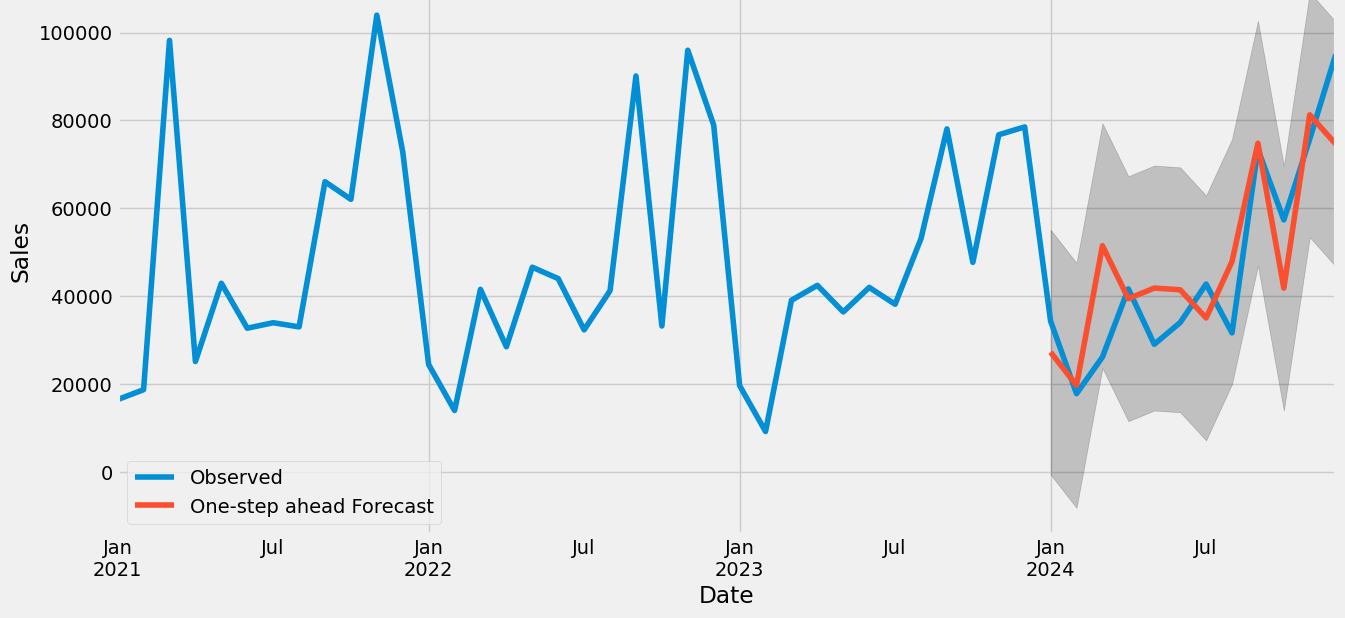 100000
80000
60000
40000
20000
0
Sales
Observed
One-step ahead Forecast
Jan Jul Jan Jul Jan Jul Jan Jul
2021 2022 2023 2024
Date